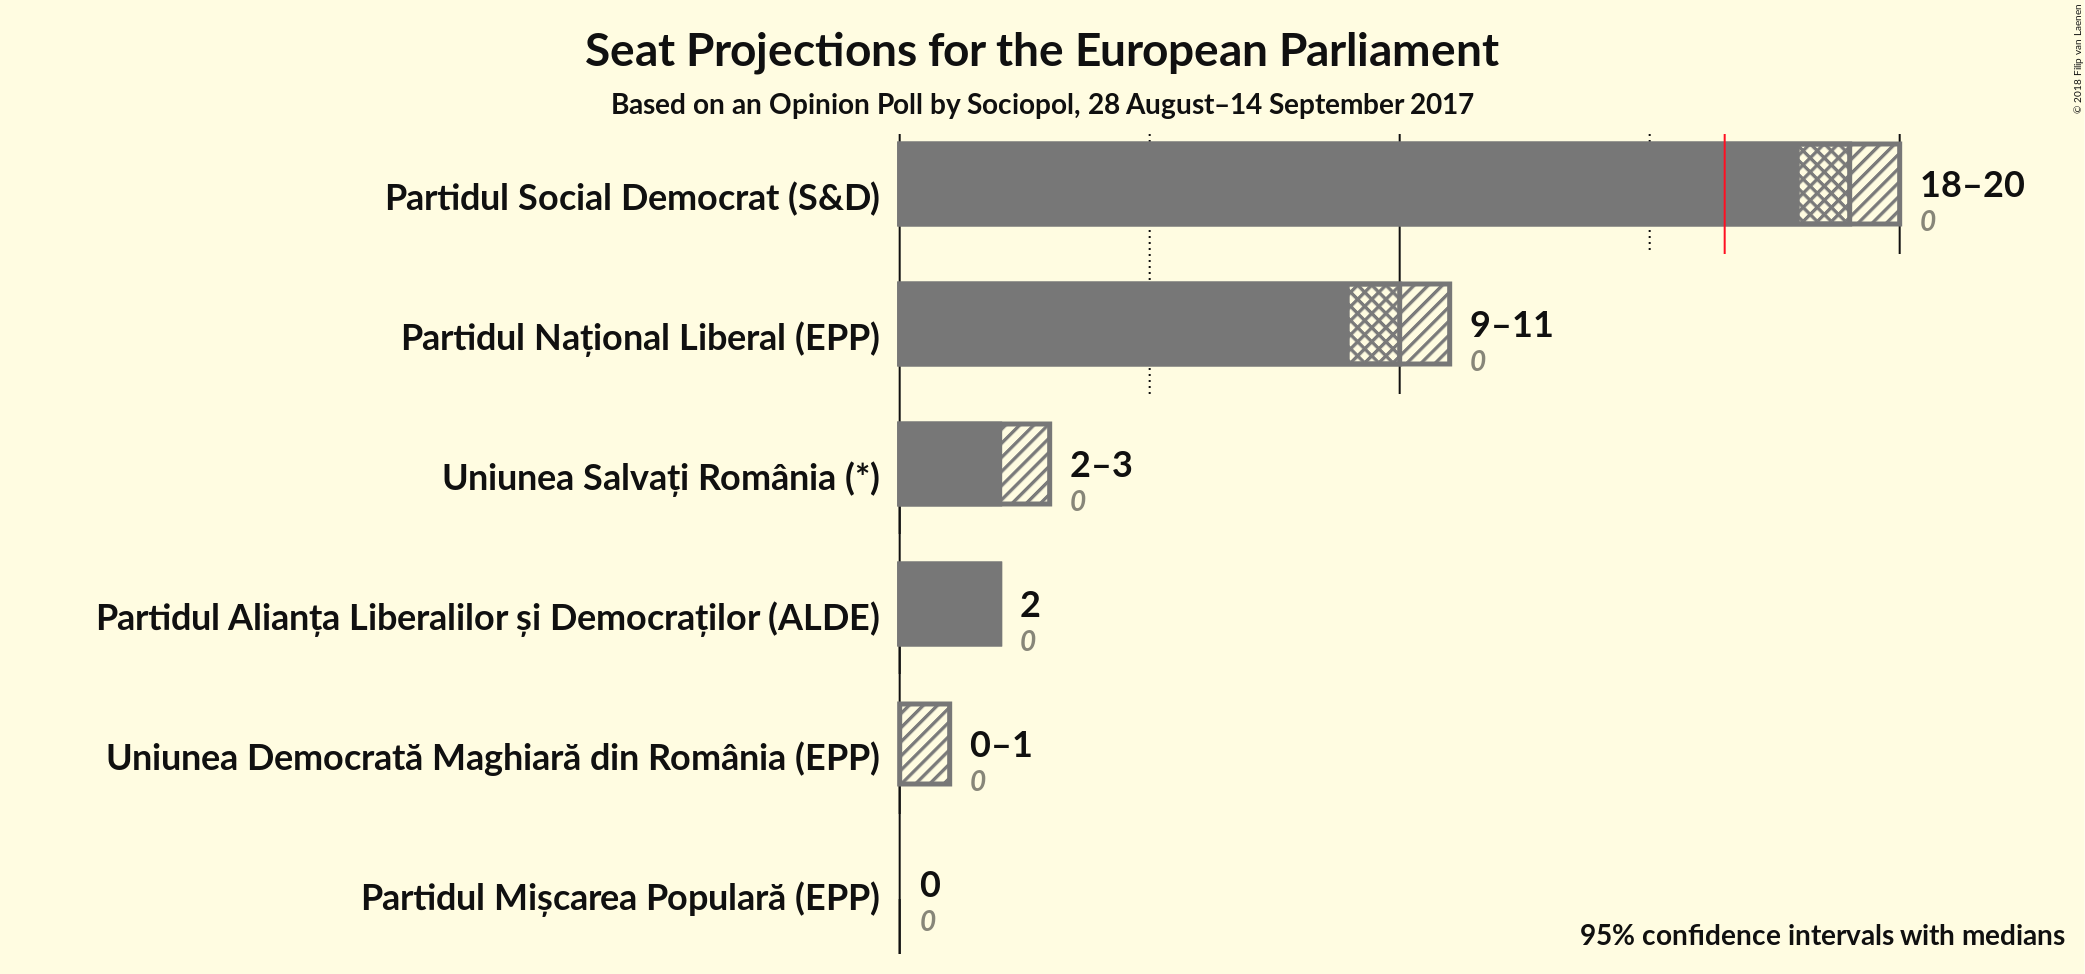 Seat Projections for the European Parliament
Based on an Opinion Poll by Sociopol, 28 August–14 September 2017
© 2018 Filip van Laenen
Partidul Social Democrat (S&D)
18–20
0
Partidul Național Liberal (EPP)
9–11
0
Uniunea Salvați România (*)
2–3
0
Partidul Alianța Liberalilor și Democraților (ALDE)
2
0
Uniunea Democrată Maghiară din România (EPP)
0–1
0
Partidul Mișcarea Populară (EPP)
0
0
95% confidence intervals with medians